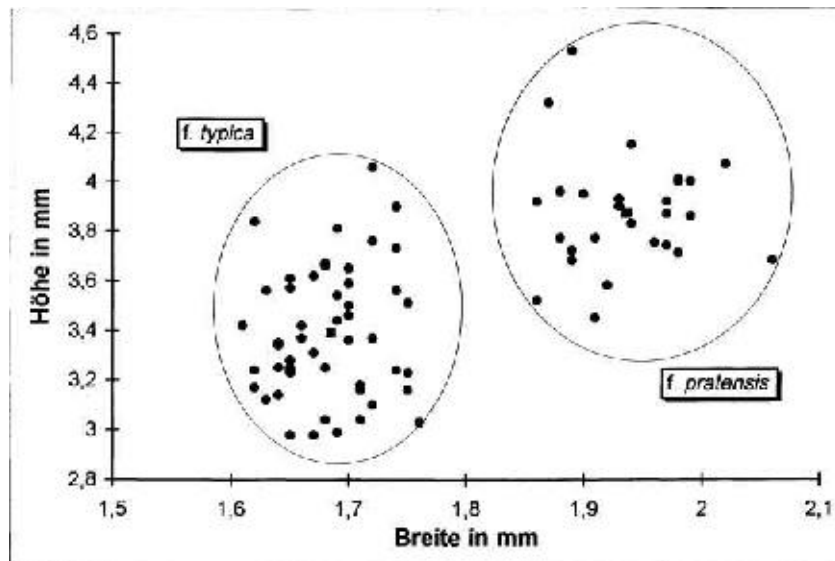 4,6
4,4
4,2
4
3,8
3,6
3,4
3,2
3
2,8
Höhe in mm
f. typica
f. pratensis
1,5 1,6 1,7 1,8 1,9 2 2,1
Breite in mm